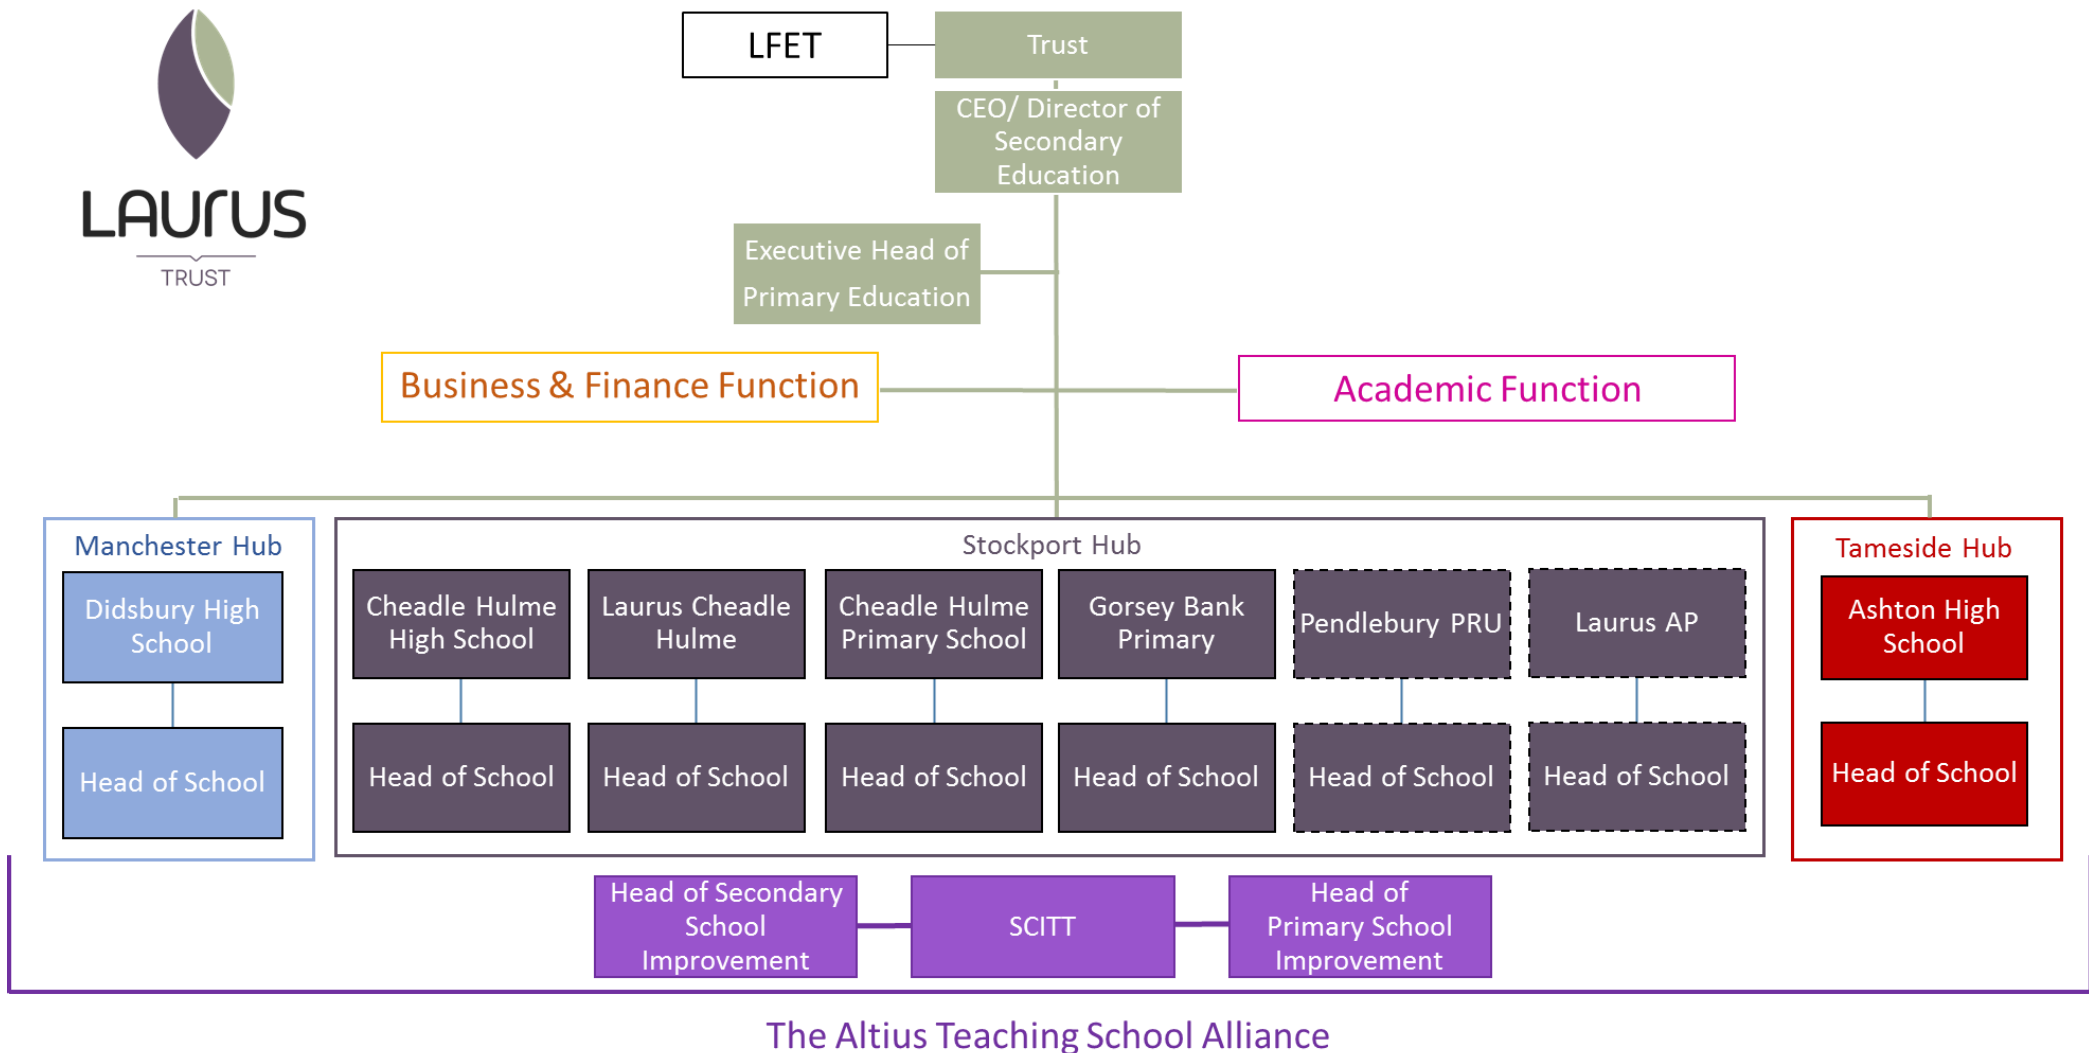 LAURUS
TRUST
LFET
Trust
CEO/ Director of
Secondary
Education
Executive Head of
Primary Education
Business & Finance Function
Academic Function
Manchester Hub
Didsbury High
School
Head of School
Stockport Hub
Cheadle Hulme
High School
Laurus Cheadle
Hulme
Cheadle Hulme
Primary School
Gorsey Bank
Primary
Pendlebury PRU
Laurus AP
Head of School
Head of School
Head of School
Head of School
Head of School
Head of School
Tameside Hub
Ashton High
School
Head of School
Head of Secondary
School
Improvement
SCITT
Head of
Primary School
Improvement
The Altius Teaching School Alliance